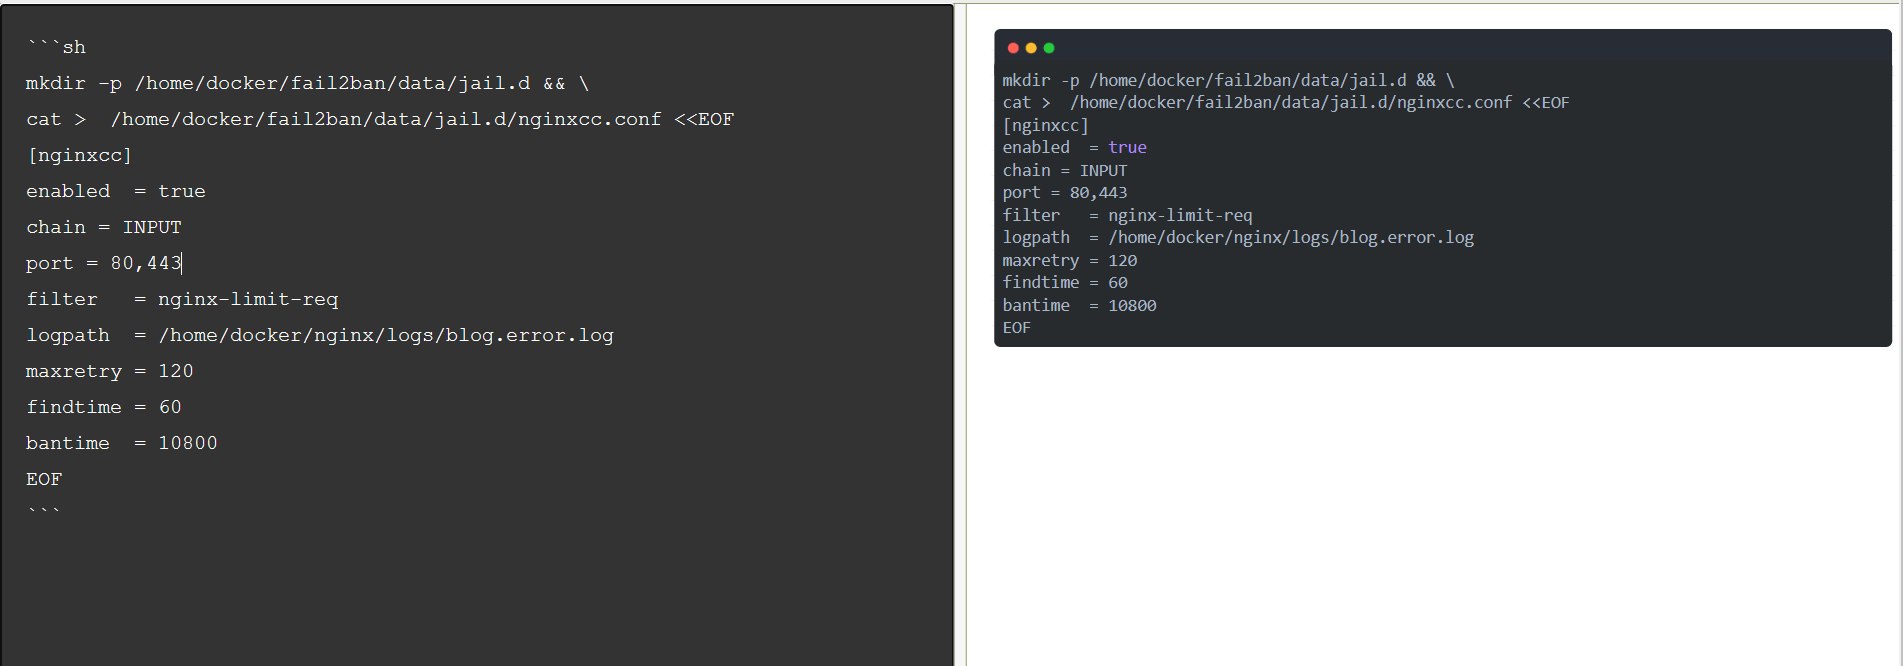 ```sh
mkdir -p /home/docker/fail2ban/data/jail.d && \
cat >  /home/docker/fail2ban/data/jail.d/nginxcc.conf <<EOF
[nginxcc]
enabled  = true
chain = INPUT
port = 80,443
filter   = nginx-limit-req
logpath  = /home/docker/nginx/logs/blog.error.log
maxretry = 120
findtime = 60
bantime  = 10800
EOF
```
mkdir -p /home/docker/fail2ban/data/jail.d && \
cat >  /home/docker/fail2ban/data/jail.d/nginxcc.conf <<EOF
[nginxcc]
enabled  = true
chain = INPUT
port = 80,443
filter   = nginx-limit-req
logpath  = /home/docker/nginx/logs/blog.error.log
maxretry = 120
findtime = 60
bantime  = 10800
EOF